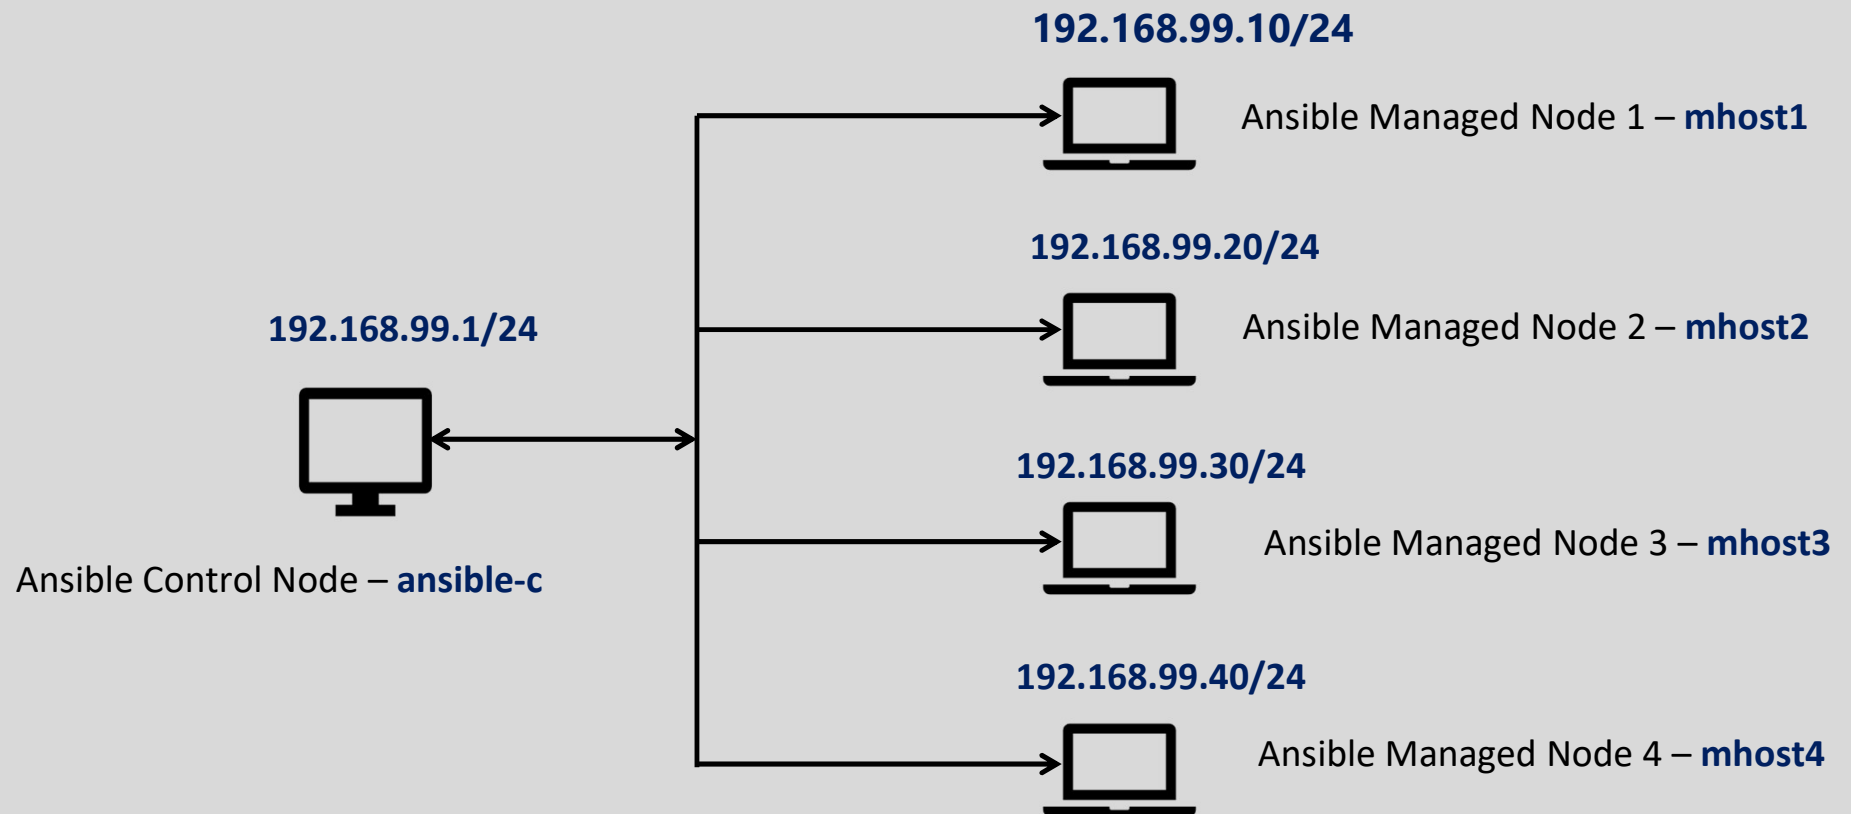 192.168.99.10/24
Ansible Managed Node 1 – mhost1
192.168.99.20/24
192.168.99.1/24
Ansible Managed Node 2 – mhost2
192.168.99.30/24
Ansible Managed Node 3 – mhost3
Ansible Control Node – ansible-c
192.168.99.40/24
Ansible Managed Node 4 – mhost4